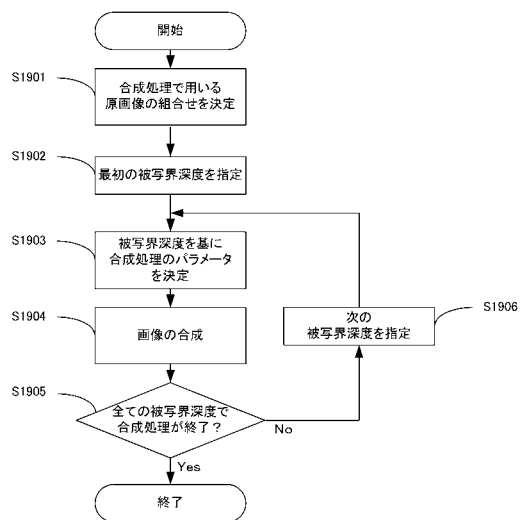 開始
S1901
合成処理で用いる
原画像の組合せを決定
S1902
最初の被写界深度を指定
S1903
被写界深度を基に
合成処理のパラメータ
を決定
S1904
画像の合成
S1906
次の
被写界深度を指定
S1905
全ての被写界深度で
合成処理が終了？
No
Yes
終了